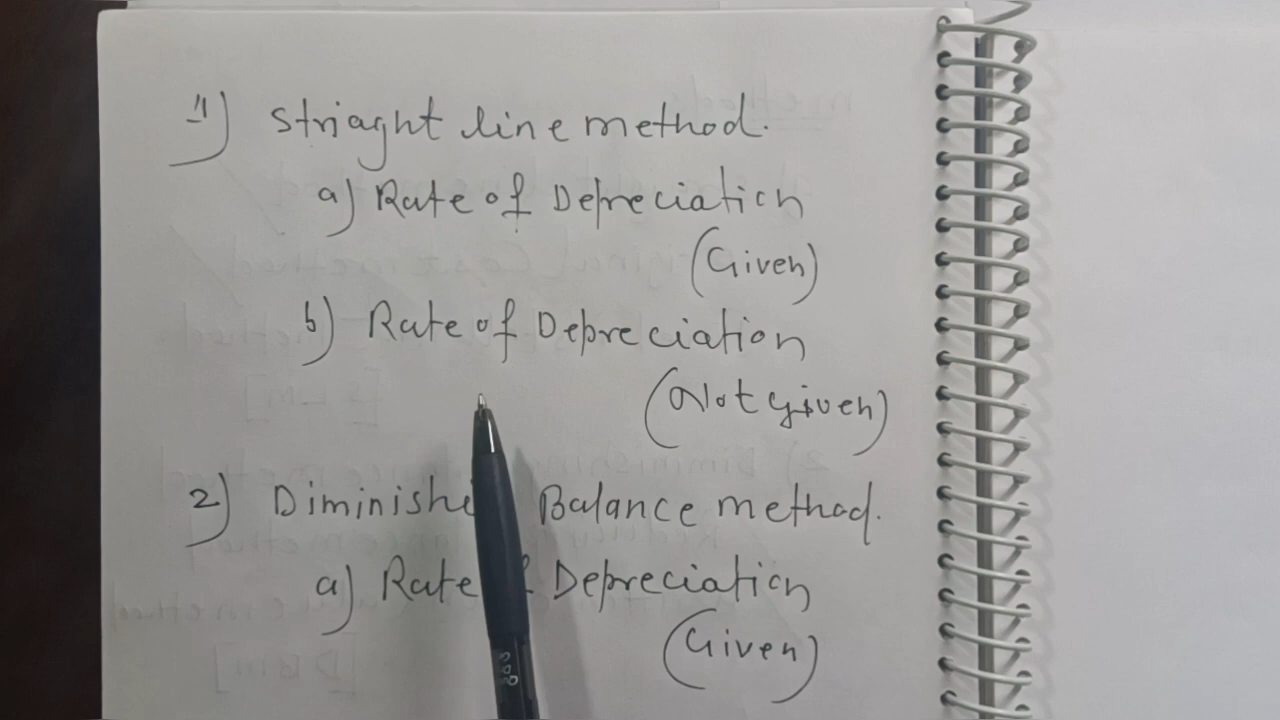 1) Striaght line method.
a) Rate of Depreciation
(Given)
b) Rate of Depreciation
(Not given)
2) Diminishi Balance method.
a) Rate Depreciation
(Given)